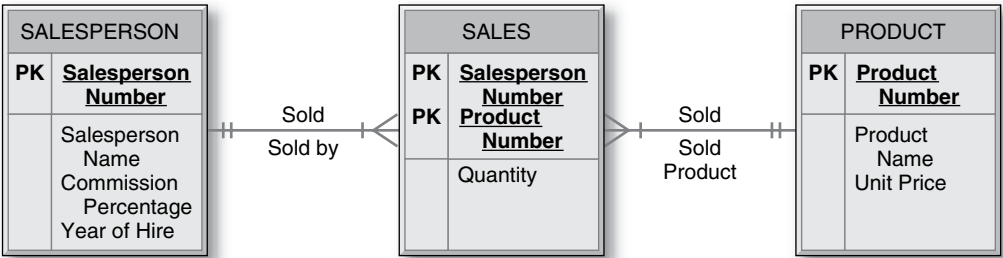 SALESPERSON
PK Salesperson
Number
Salesperson
Name
Commission
Percentage
Year of Hire
Sold
Sold by
SALES
PK Salesperson
Number
PK Product
Number
Quantity
Sold
Sold
Product
PRODUCT
PK Product
Number
Product
Name
Unit Price